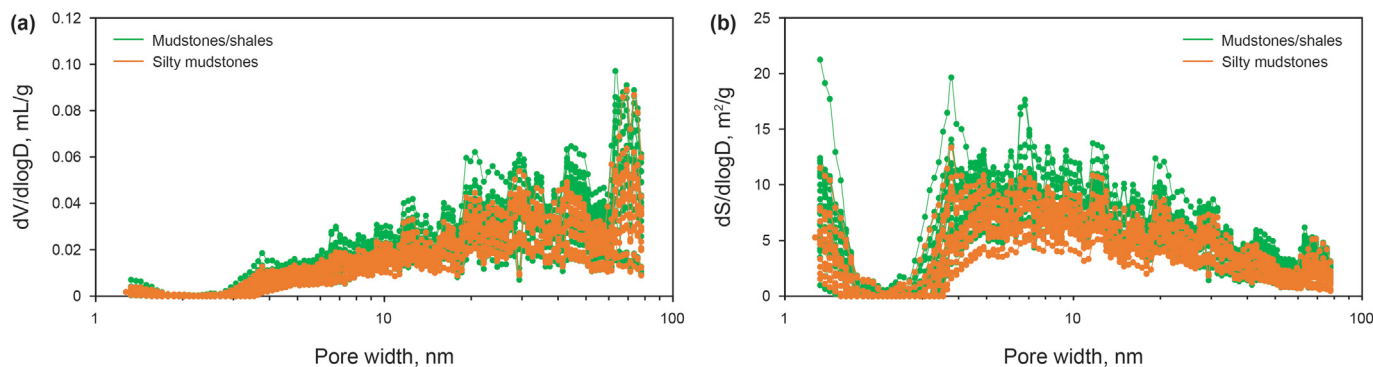 (a)
0.12
0.10
0.08
0.06
0.04
0.02
0
dV/dlogD, mL/g
Mudstones/shales
Silty mudstones
1
10
100
Pore width, nm
(b)
25
20
15
10
5
0
dS/dlogD, m²/g
Mudstones/shales
Silty mudstones
1
10
100
Pore width, nm